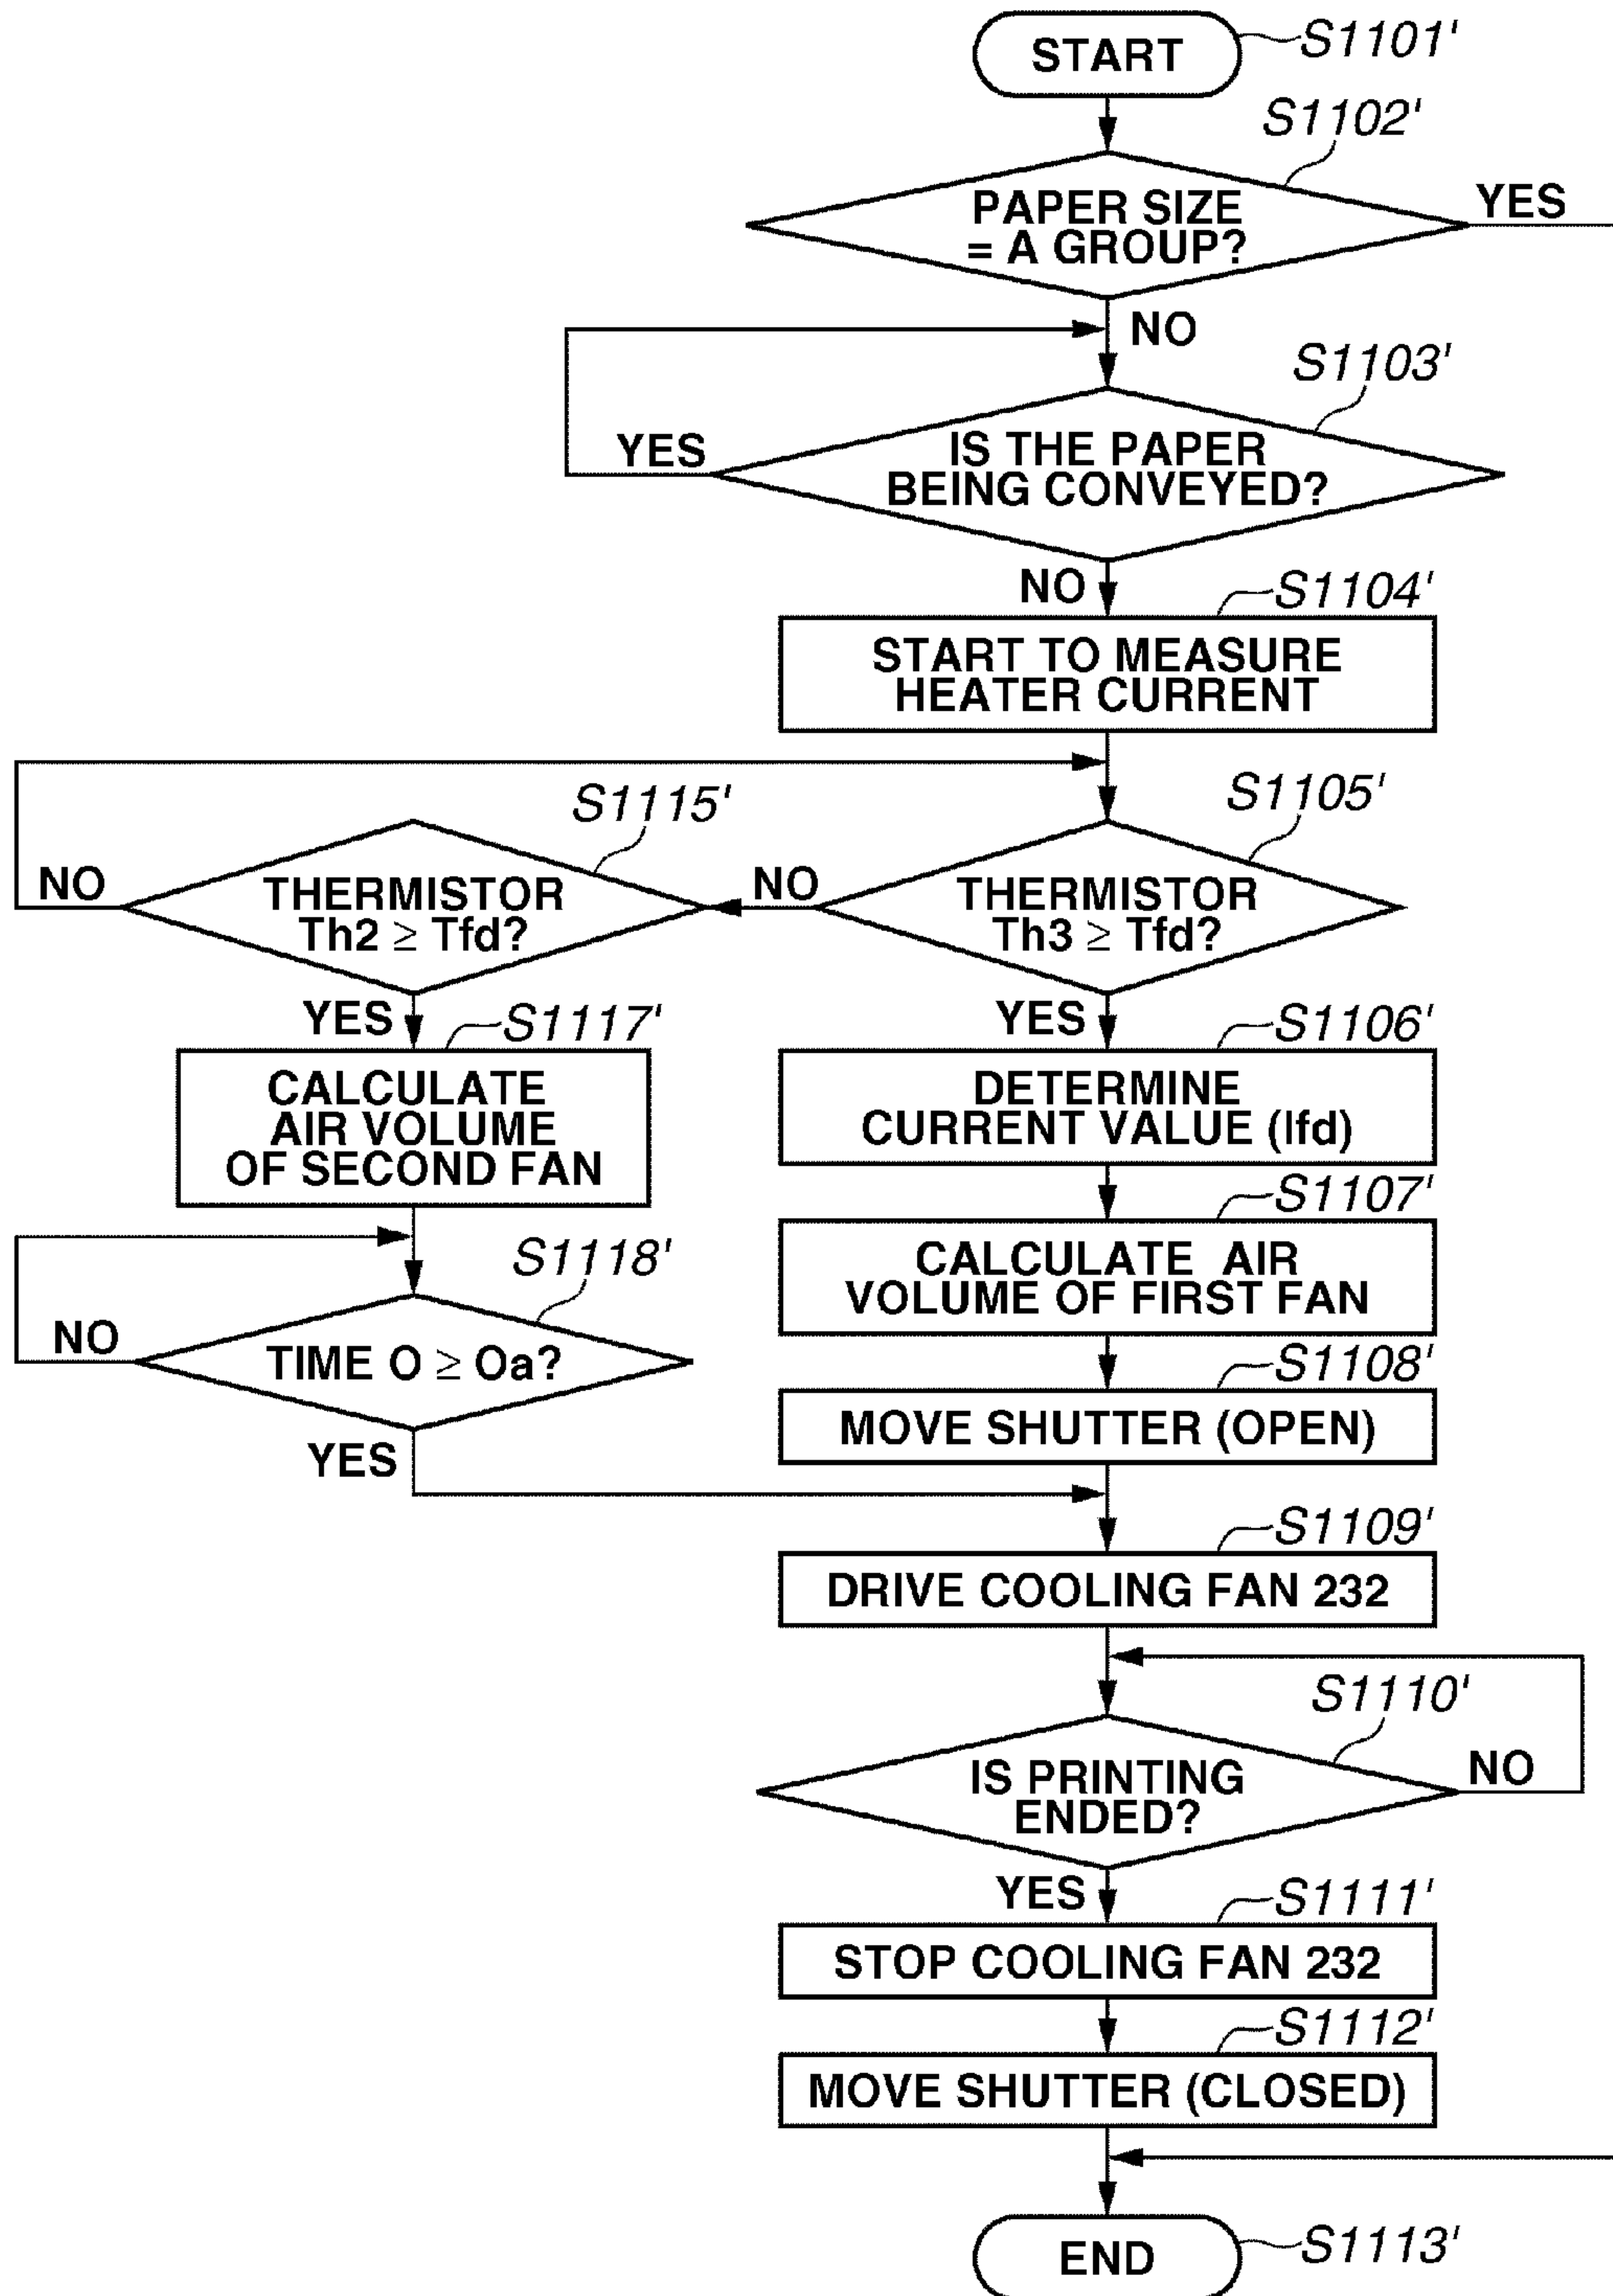 START
S1101'
S1102'
PAPER SIZE
= A GROUP?
YES
NO
S1103'
IS THE PAPER
BEING CONVEYED?
YES
NO
S1104'
START TO MEASURE
HEATER CURRENT
S1105'
THERMISTOR
Th3 ≥ Tfd?
NO
S1115'
THERMISTOR
Th2 ≥ Tfd?
NO
YES
S1117'
CALCULATE
AIR VOLUME
OF SECOND FAN
S1118'
TIME O ≥ Oa?
NO
YES
YES
S1106'
DETERMINE
CURRENT VALUE (Ifd)
S1107'
CALCULATE AIR
VOLUME OF FIRST FAN
S1108'
MOVE SHUTTER (OPEN)
S1109'
DRIVE COOLING FAN 232
S1110'
IS PRINTING
ENDED?
NO
YES
S1111'
STOP COOLING FAN 232
S1112'
MOVE SHUTTER (CLOSED)
END
S1113'